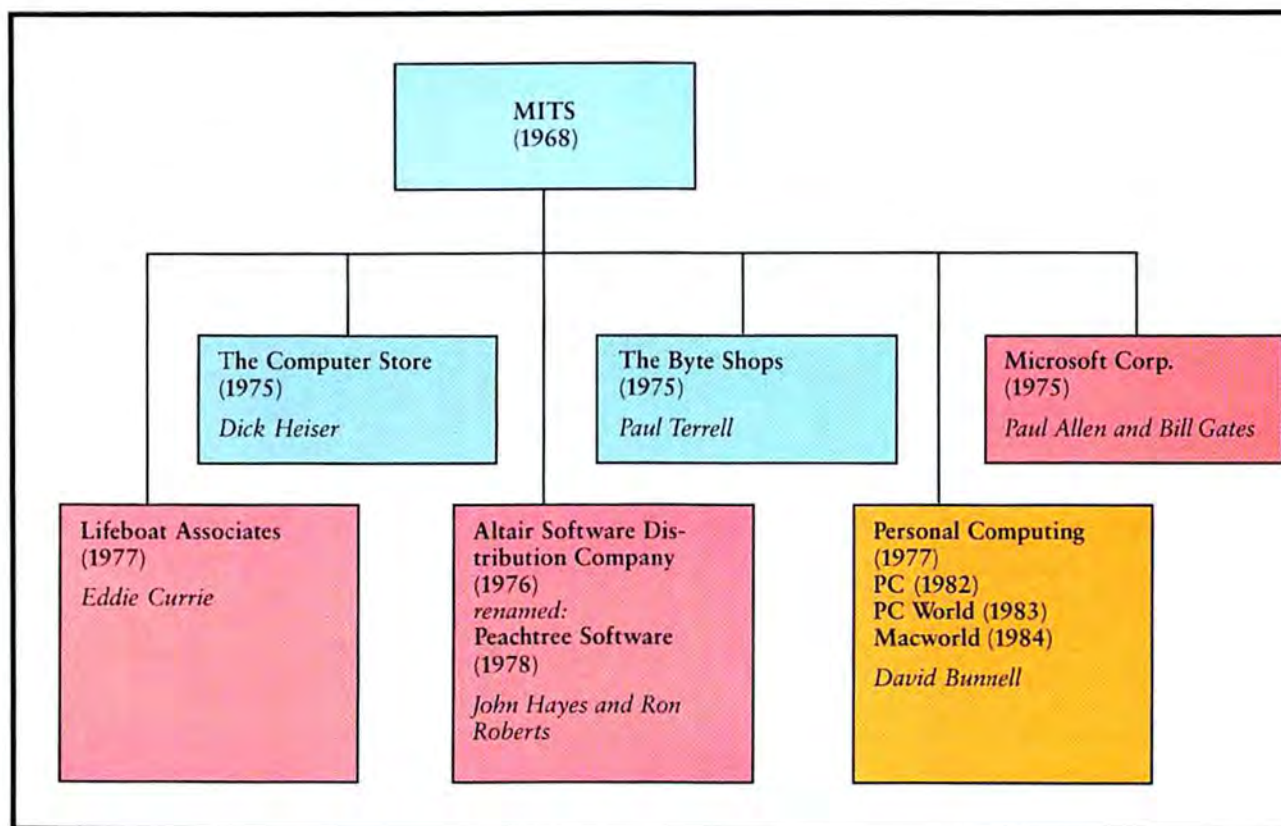 MITS
(1968)
The Computer Store
(1975)
Dick Heiser
The Byte Shops
(1975)
Paul Terrell
Microsoft Corp.
(1975)
Paul Allen and Bill Gates
Lifeboat Associates
(1977)
Eddie Currie
Altair Software Dis-
tribution Company
(1976)
renamed:
Peachtree Software
(1978)
John Hayes and Ron
Roberts
Personal Computing
(1977)
PC (1982)
PC World (1983)
Macworld (1984)
David Bunnell